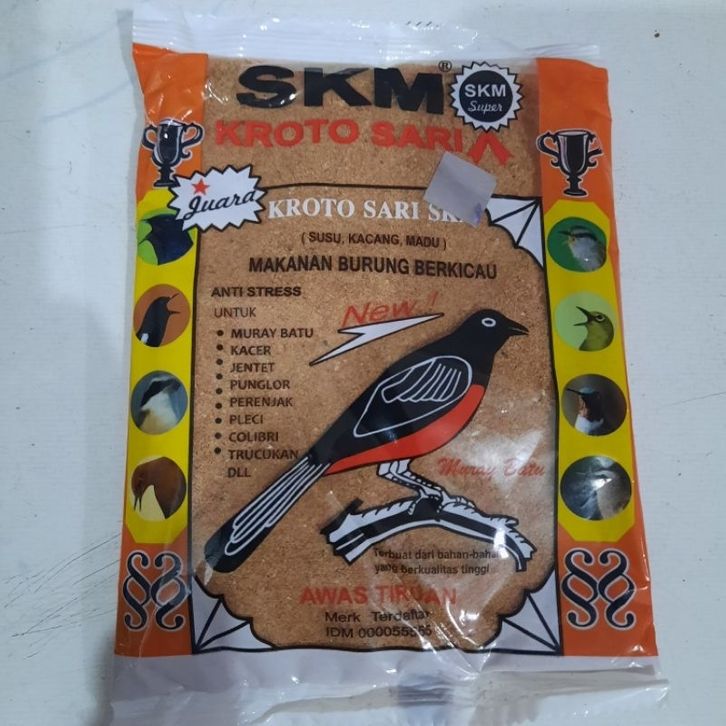 SKM®
SKM
Super
KROTO SARI
Juara
KROTO SARI
( SUSU, KACANG, MADU )
MAKANAN BURUNG BERKICAU
ANTI STRESS
UNTUK
New!
• MURAY BATU
• KACER
• JENTET
• PUNGLOR
• PERENJAK
• PLECI
• COLIBRI
• TRUCUKAN
DLL
Muray Batu
Terbuat dari bahan-bahan
yang berkualitas tinggi
AWAS TIRUAN
Merk Terdaftar
IDM